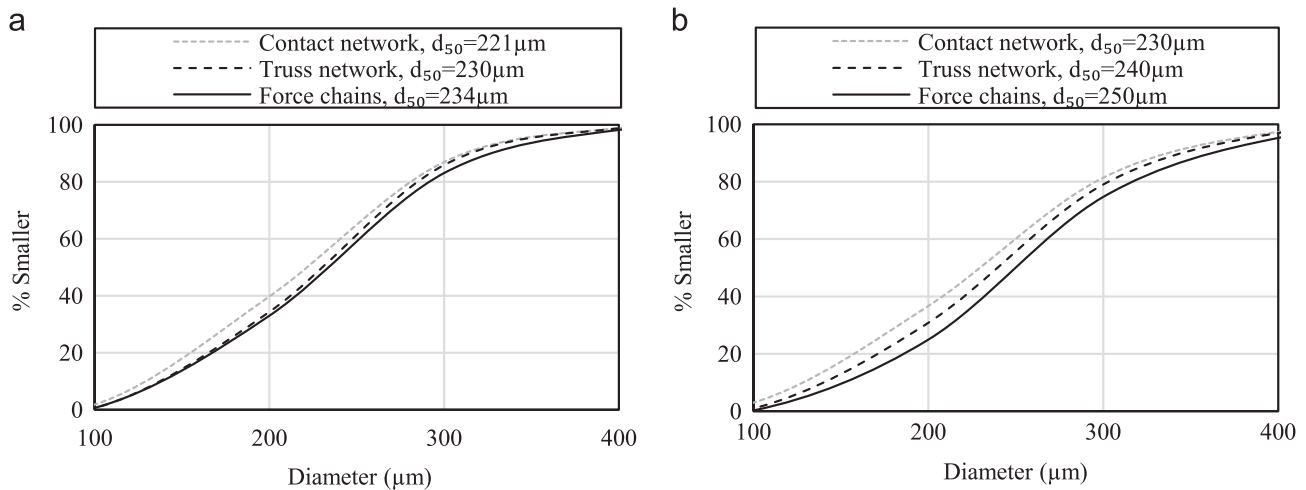 a
Contact network, d₅₀=221µm
Truss network, d₅₀=230µm
Force chains, d₅₀=234µm
100
80
60
40
20
0
% Smaller
100 200 300 400
Diameter (µm)
b
Contact network, d₅₀=230µm
Truss network, d₅₀=240µm
Force chains, d₅₀=250µm
100
80
60
40
20
0
% Smaller
100 200 300 400
Diameter (µm)